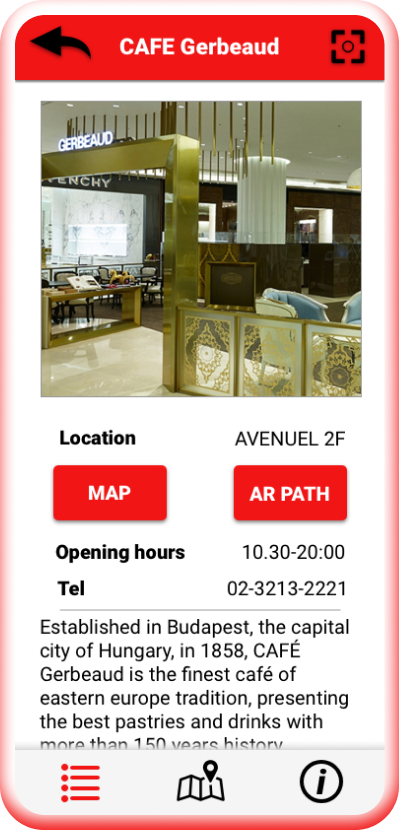 CAFE Gerbeaud
GERBEAUD
VENCHY
Location AVENUEL 2F
MAP AR PATH
Opening hours 10.30-20:00
Tel 02-3213-2221
Established in Budapest, the capital
city of Hungary, in 1858, CAFÉ
Gerbeaud is the finest café of
eastern europe tradition, presenting
the best pastries and drinks with
more than 150 years history